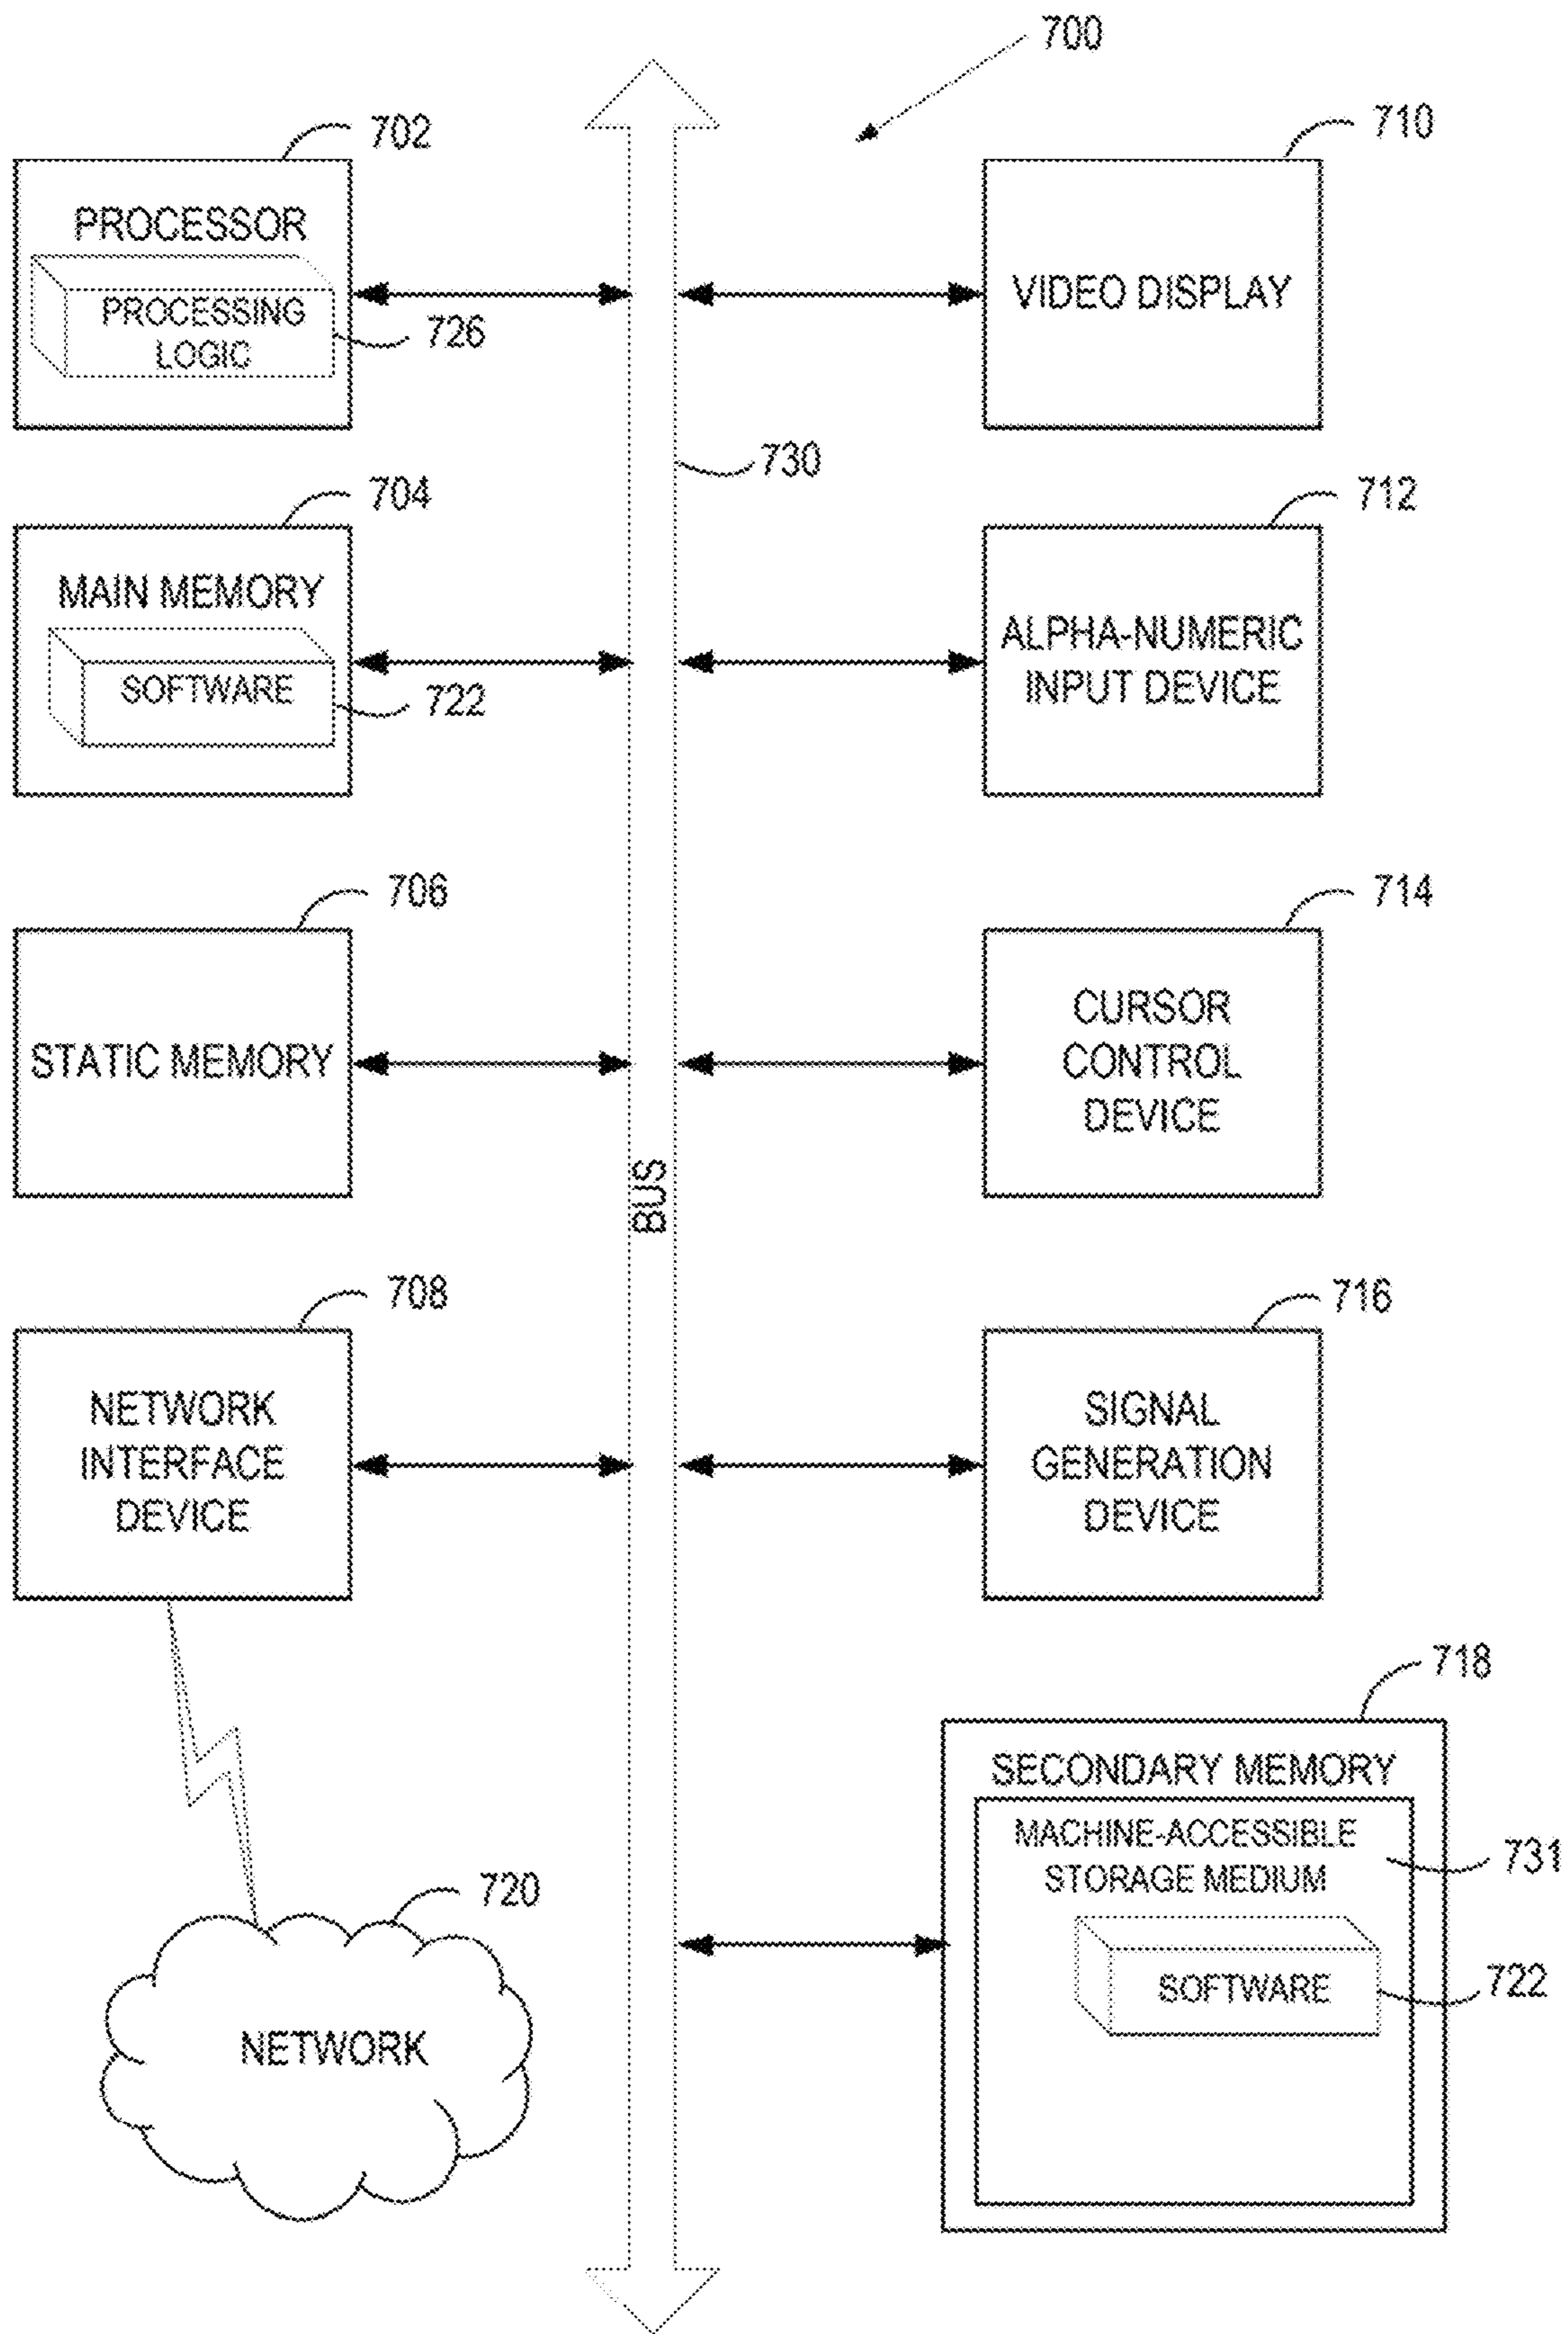 700
702
PROCESSOR
PROCESSING
LOGIC
726
710
VIDEO DISPLAY
730
704
MAIN MEMORY
SOFTWARE
722
712
ALPHA-NUMERIC
INPUT DEVICE
706
STATIC MEMORY
714
CURSOR
CONTROL
DEVICE
BUS
708
NETWORK
INTERFACE
DEVICE
716
SIGNAL
GENERATION
DEVICE
718
SECONDARY MEMORY
MACHINE-ACCESSIBLE
STORAGE MEDIUM
731
SOFTWARE
722
720
NETWORK